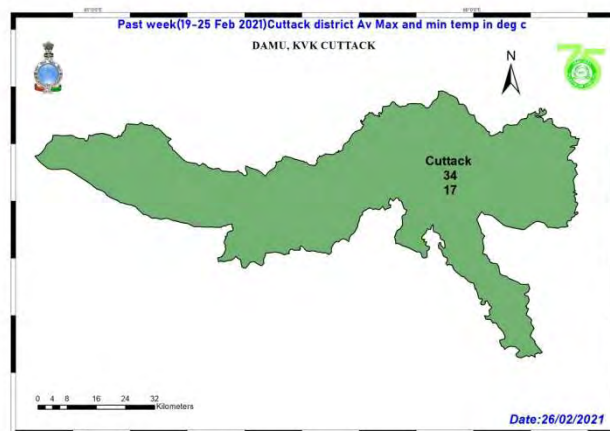 Past week(19-25 Feb 2021)Cuttack district Av Max and min temp in deg c
DAMU, KVK CUTTACK
N
75
Cuttack
34
17
0 4 8 16 24 32
Kilometers
Date:26/02/2021